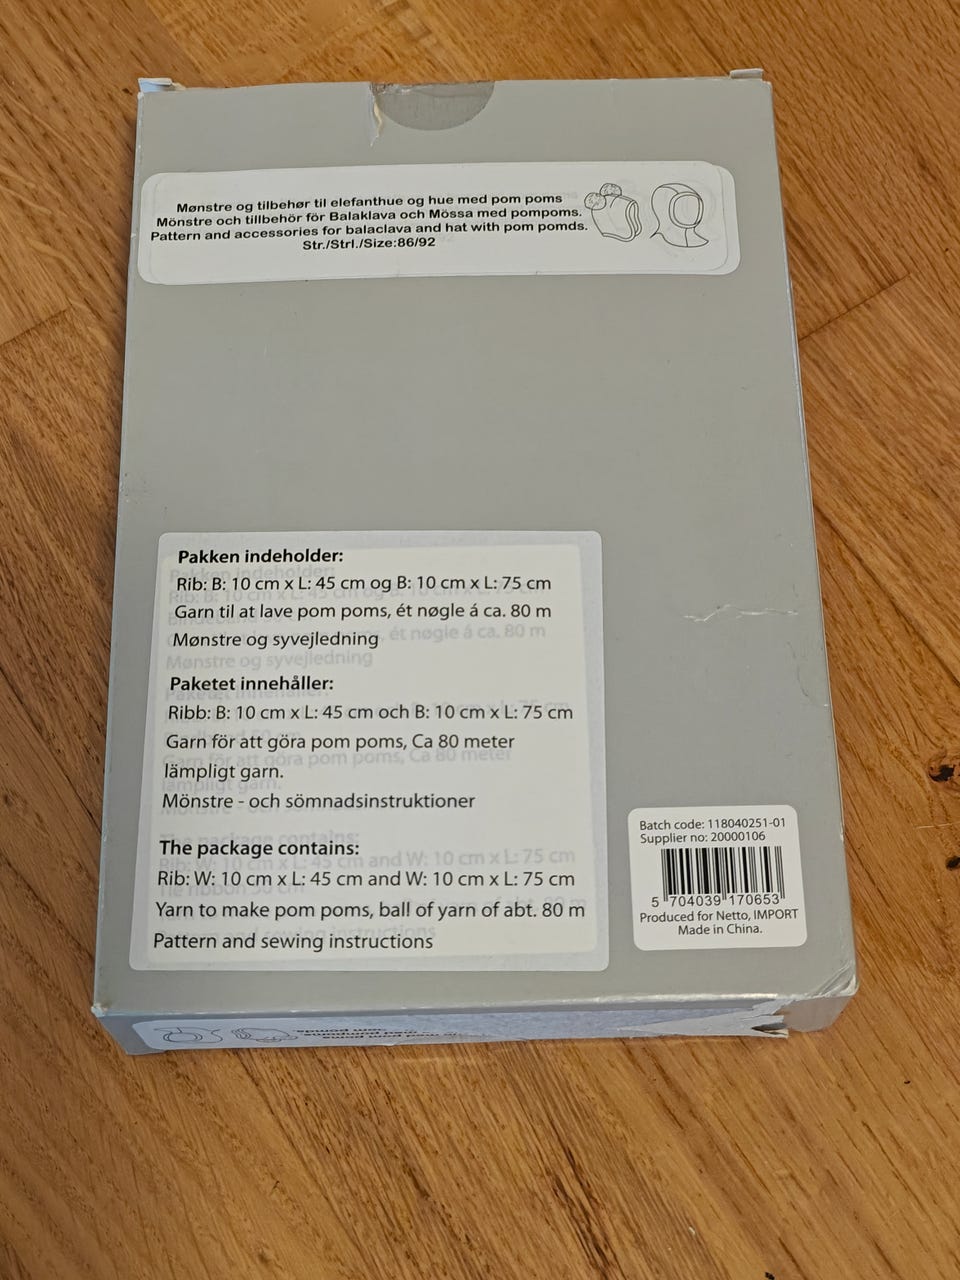 Mønstre og tilbehør til elefanthue og hue med pom poms
Mönstre och tillbehör för Balaklava och Mössa med pompoms.
Pattern and accessories for balaclava and hat with pom pomds.
Str./Strl./Size:86/92
Pakken indeholder:
Rib: B: 10 cm x L: 45 cm og B: 10 cm x L: 75 cm
Garn til at lave pom poms, ét nøgle á ca. 80 m
Mønstre og syvejledning
Paketet innehåller:
Ribb: B: 10 cm x L: 45 cm och B: 10 cm x L: 75 cm
Garn för att göra pom poms, Ca 80 meter
lämpligt garn.
Mönstre - och sömnadsinstruktioner
The package contains:
Rib: W: 10 cm x L: 45 cm and W: 10 cm x L: 75 cm
Yarn to make pom poms, ball of yarn of abt. 80 m
Pattern and sewing instructions
Batch code: 118040251-01
Supplier no: 20000106
5 704039 170653
Produced for Netto, IMPORT
Made in China.